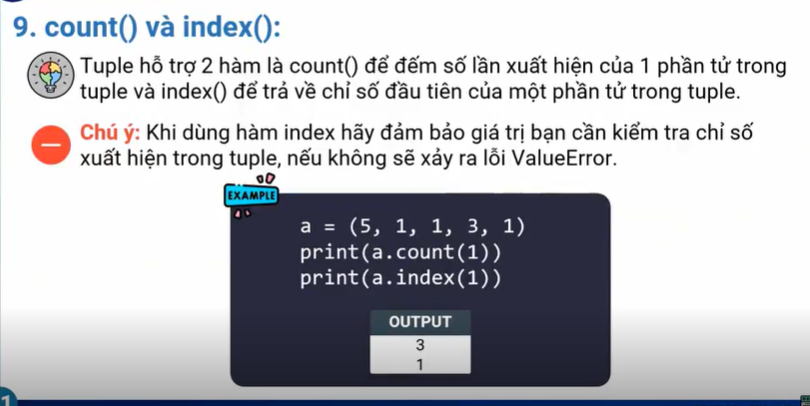 9. count() và index():
Tuple hỗ trợ 2 hàm là count() để đếm số lần xuất hiện của 1 phần tử trong
tuple và index() để trả về chỉ số đầu tiên của một phần tử trong tuple.
Chú ý: Khi dùng hàm index hãy đảm bảo giá trị bạn cần kiểm tra chỉ số
xuất hiện trong tuple, nếu không sẽ xảy ra lỗi ValueError.
EXAMPLE
a = (5, 1, 1, 3, 1)
print(a.count(1))
print(a.index(1))
OUTPUT
3
1
1